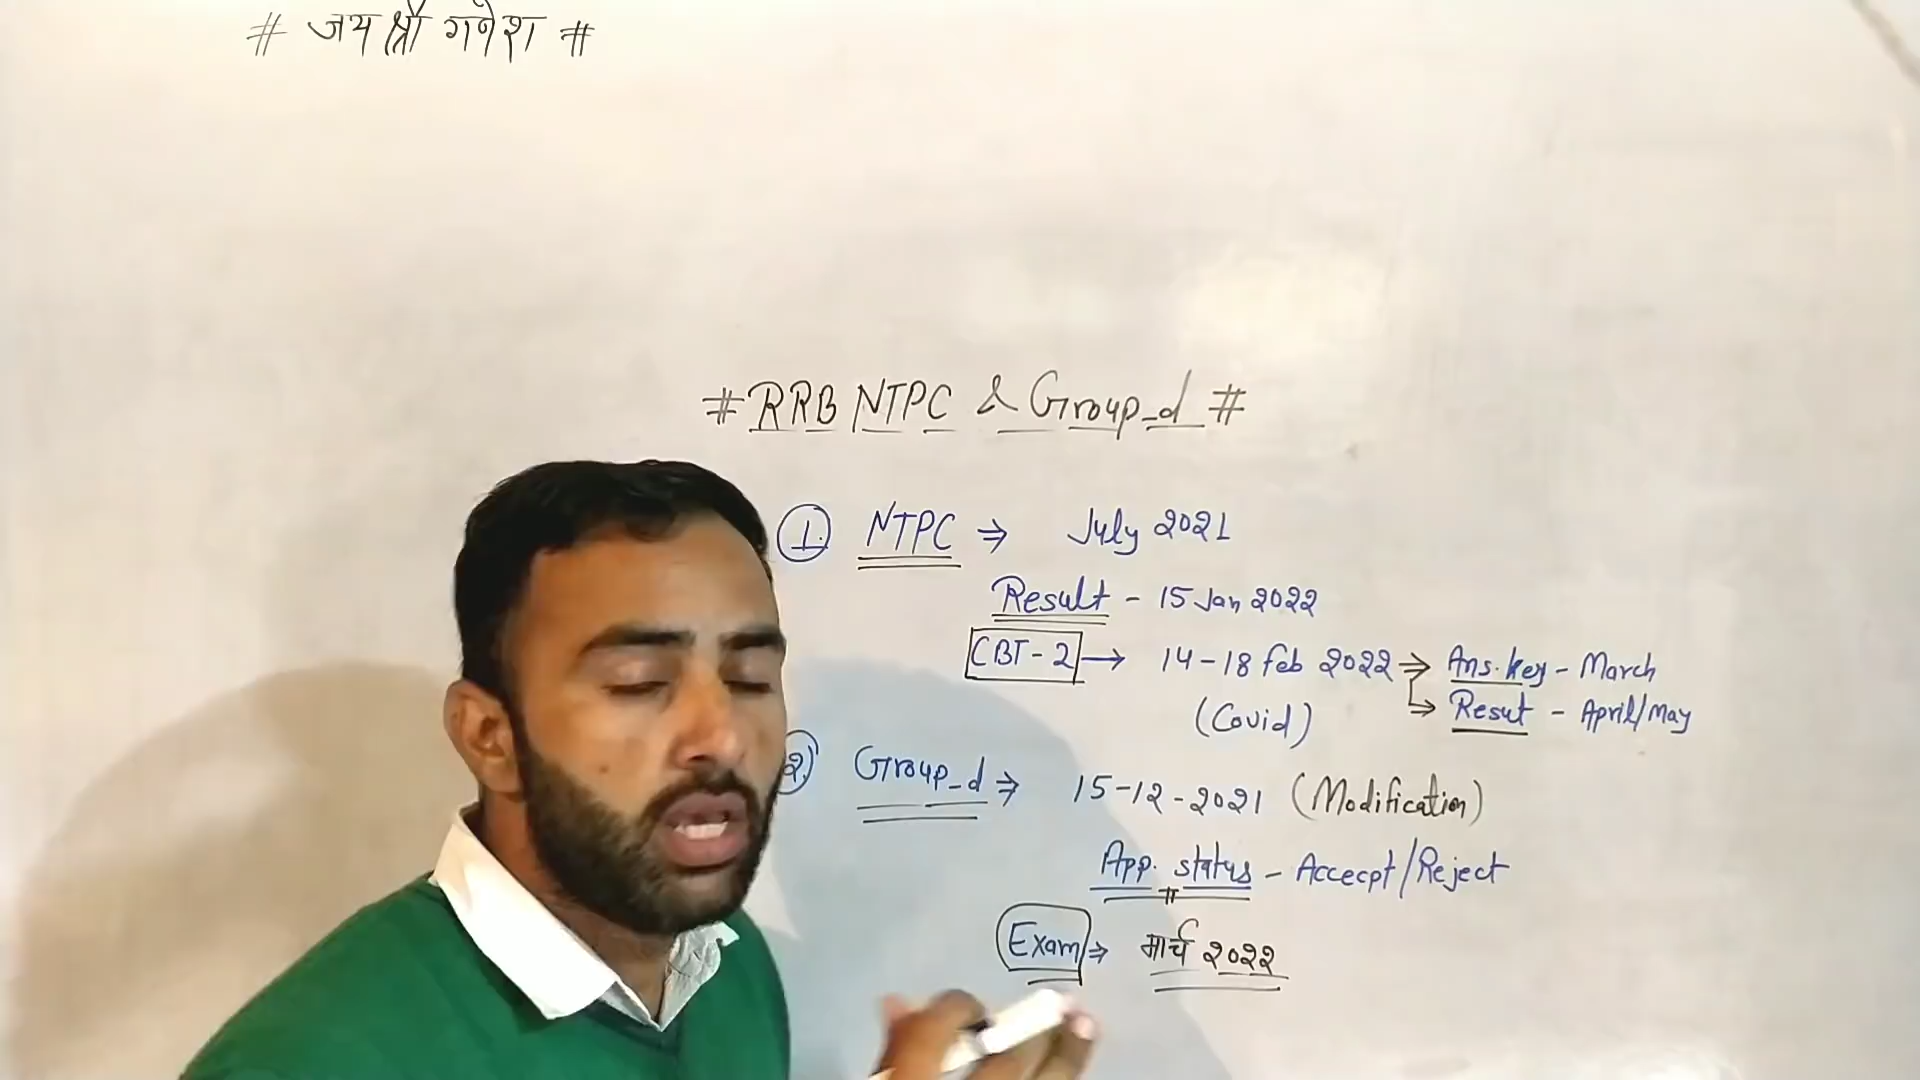 # जय श्री गणेश #
# RRB NTPC & Group_d #
1. NTPC ⇒ July 2021
Result - 15 Jan 2022
CBT-2 → 14-18 feb 2022 ⇒ Ans. key - March
(Covid) → Resut - April/May
2.) Group_d ⇒ 15-12-2021 (Modification)
App. status - Accecpt/Reject
Exam ⇒ मार्च 2022